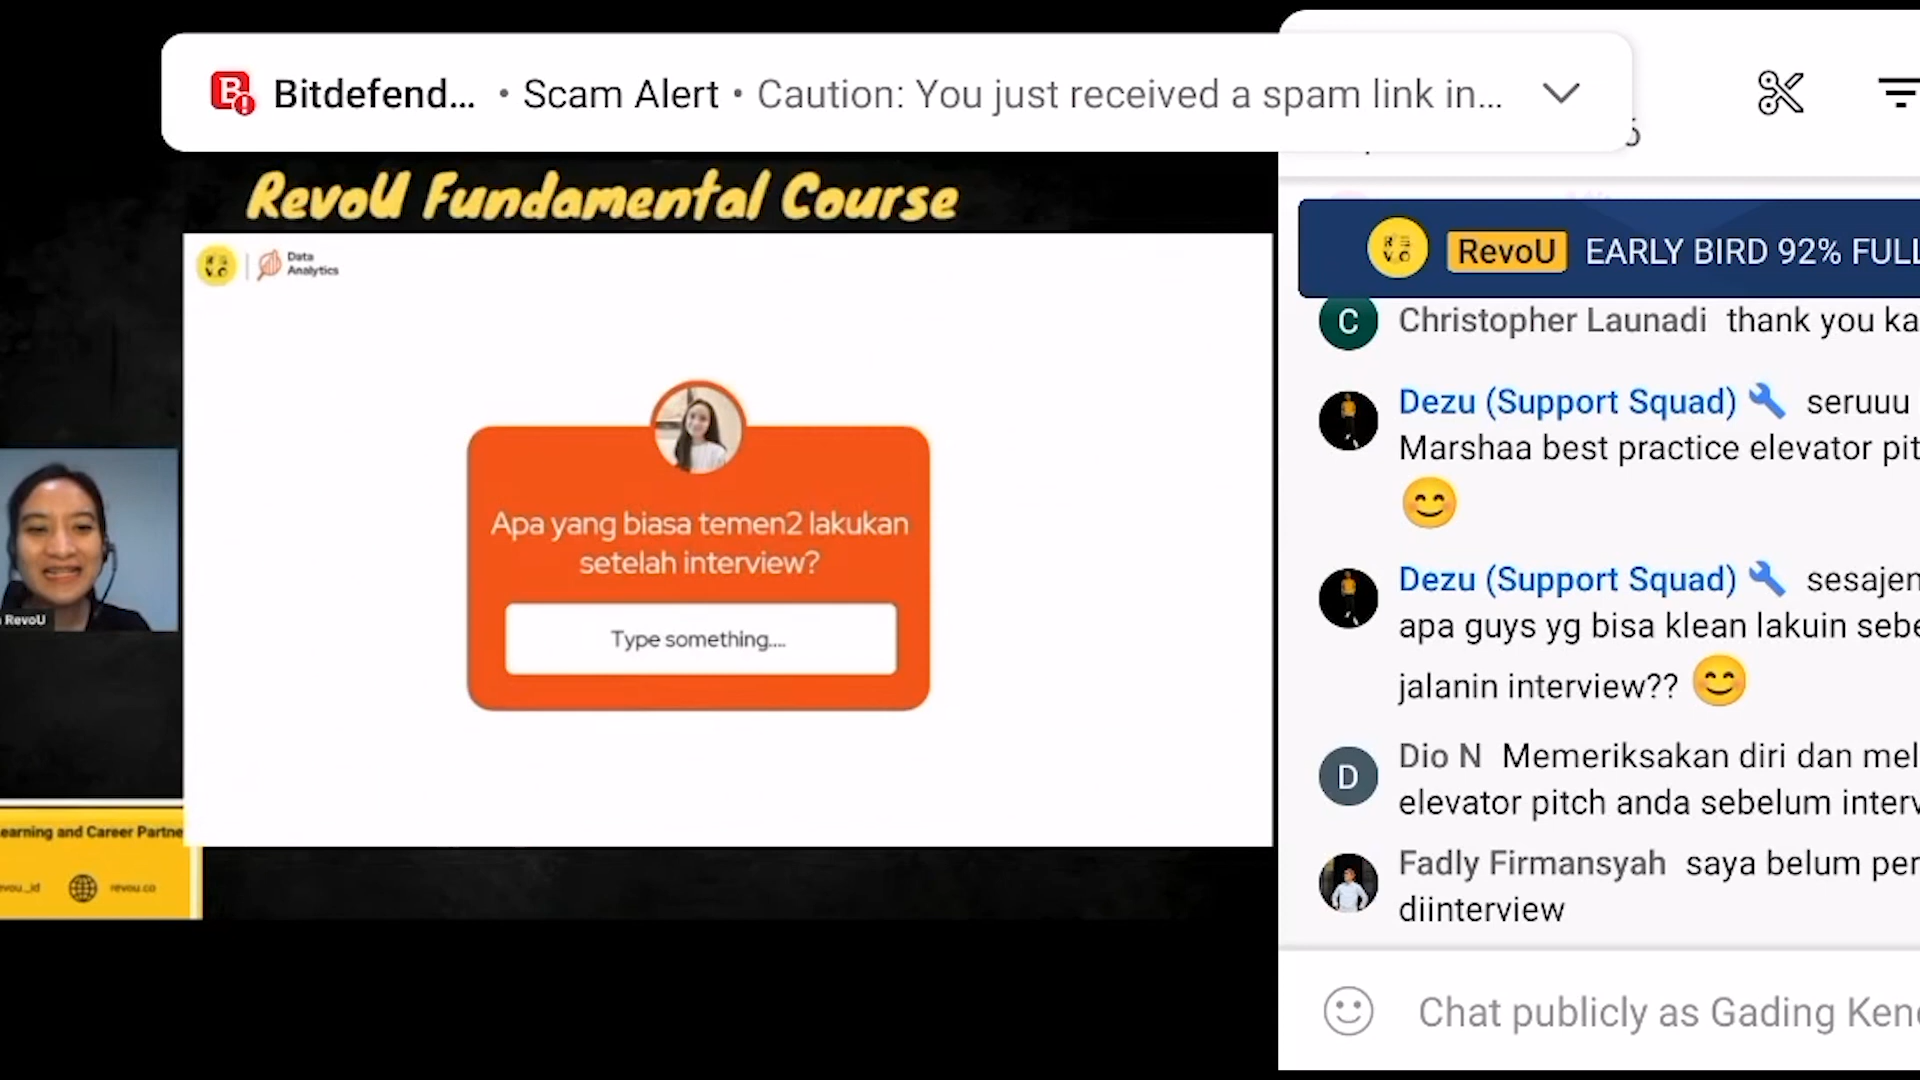 Bitdefend... • Scam Alert • Caution: You just received a spam link in...
RevoU Fundamental Course
Data
Analytics
Apa yang biasa temen2 lakukan
setelah interview?
Type something....
RevoU
earning and Career Partne
evou_id
revou.co
RevoU EARLY BIRD 92% FULL
C Christopher Launadi thank you ka
Dezu (Support Squad) seruuu
Marshaa best practice elevator pit
Dezu (Support Squad) sesajen
apa guys yg bisa klean lakuin sebe
jalanin interview??
D Dio N Memeriksakan diri dan mel
elevator pitch anda sebelum interv
Fadly Firmansyah saya belum per
diinterview
Chat publicly as Gading Ken